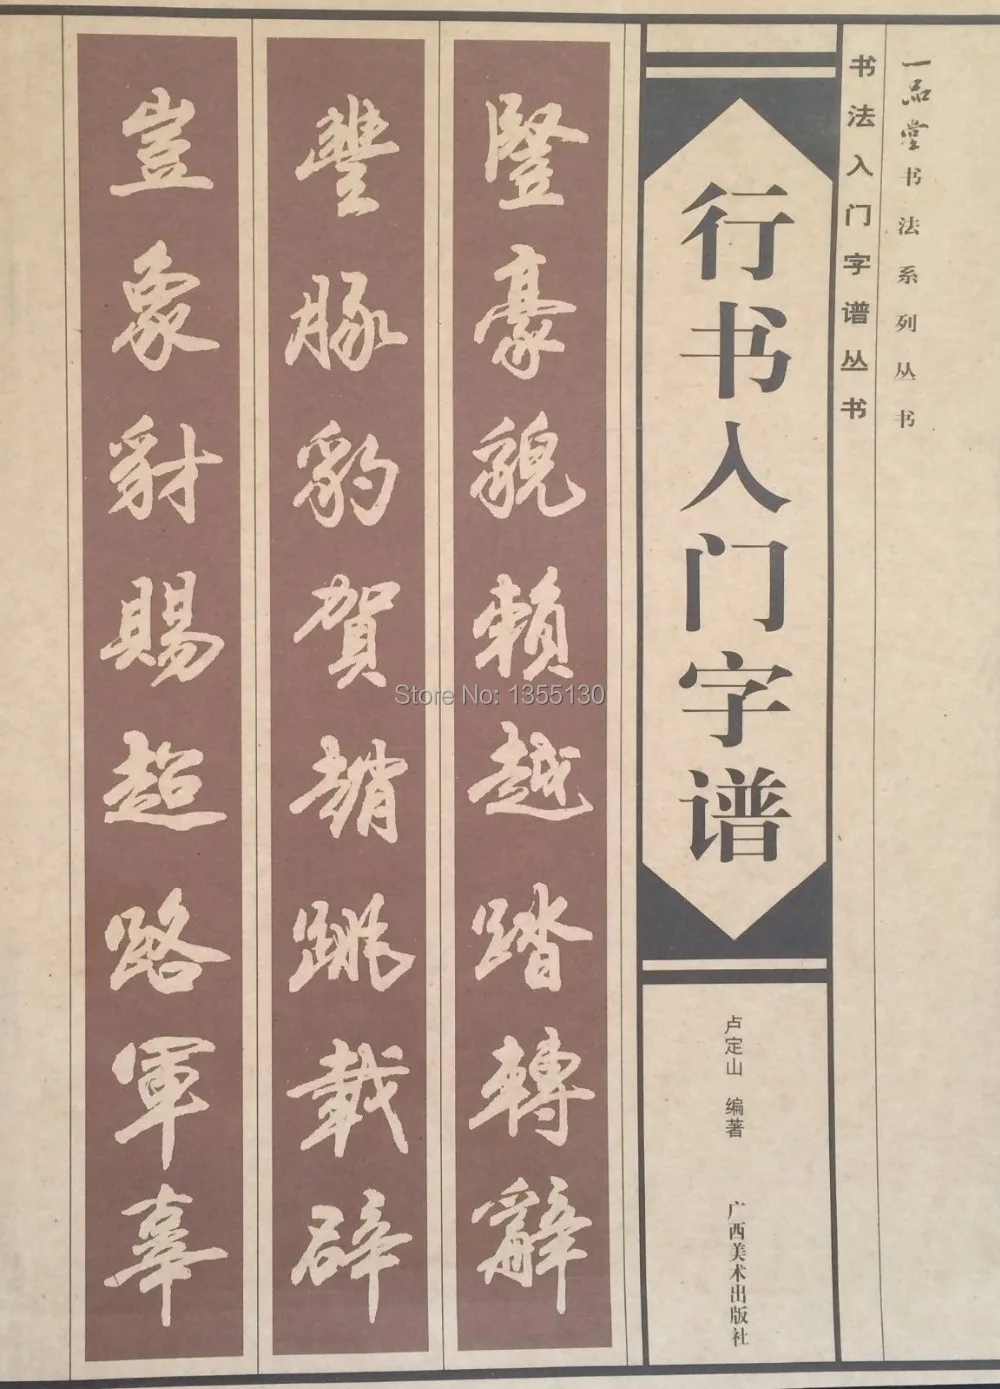 一品堂书法系列丛书
书法入门字谱丛书
行书入门字谱
卢定山 编著
广西美术出版社
豎豪貌賴越踏轉辭
豐豚豹賀趙跳載辟
豈象豺賜超路軍辜
Store No: 1355130